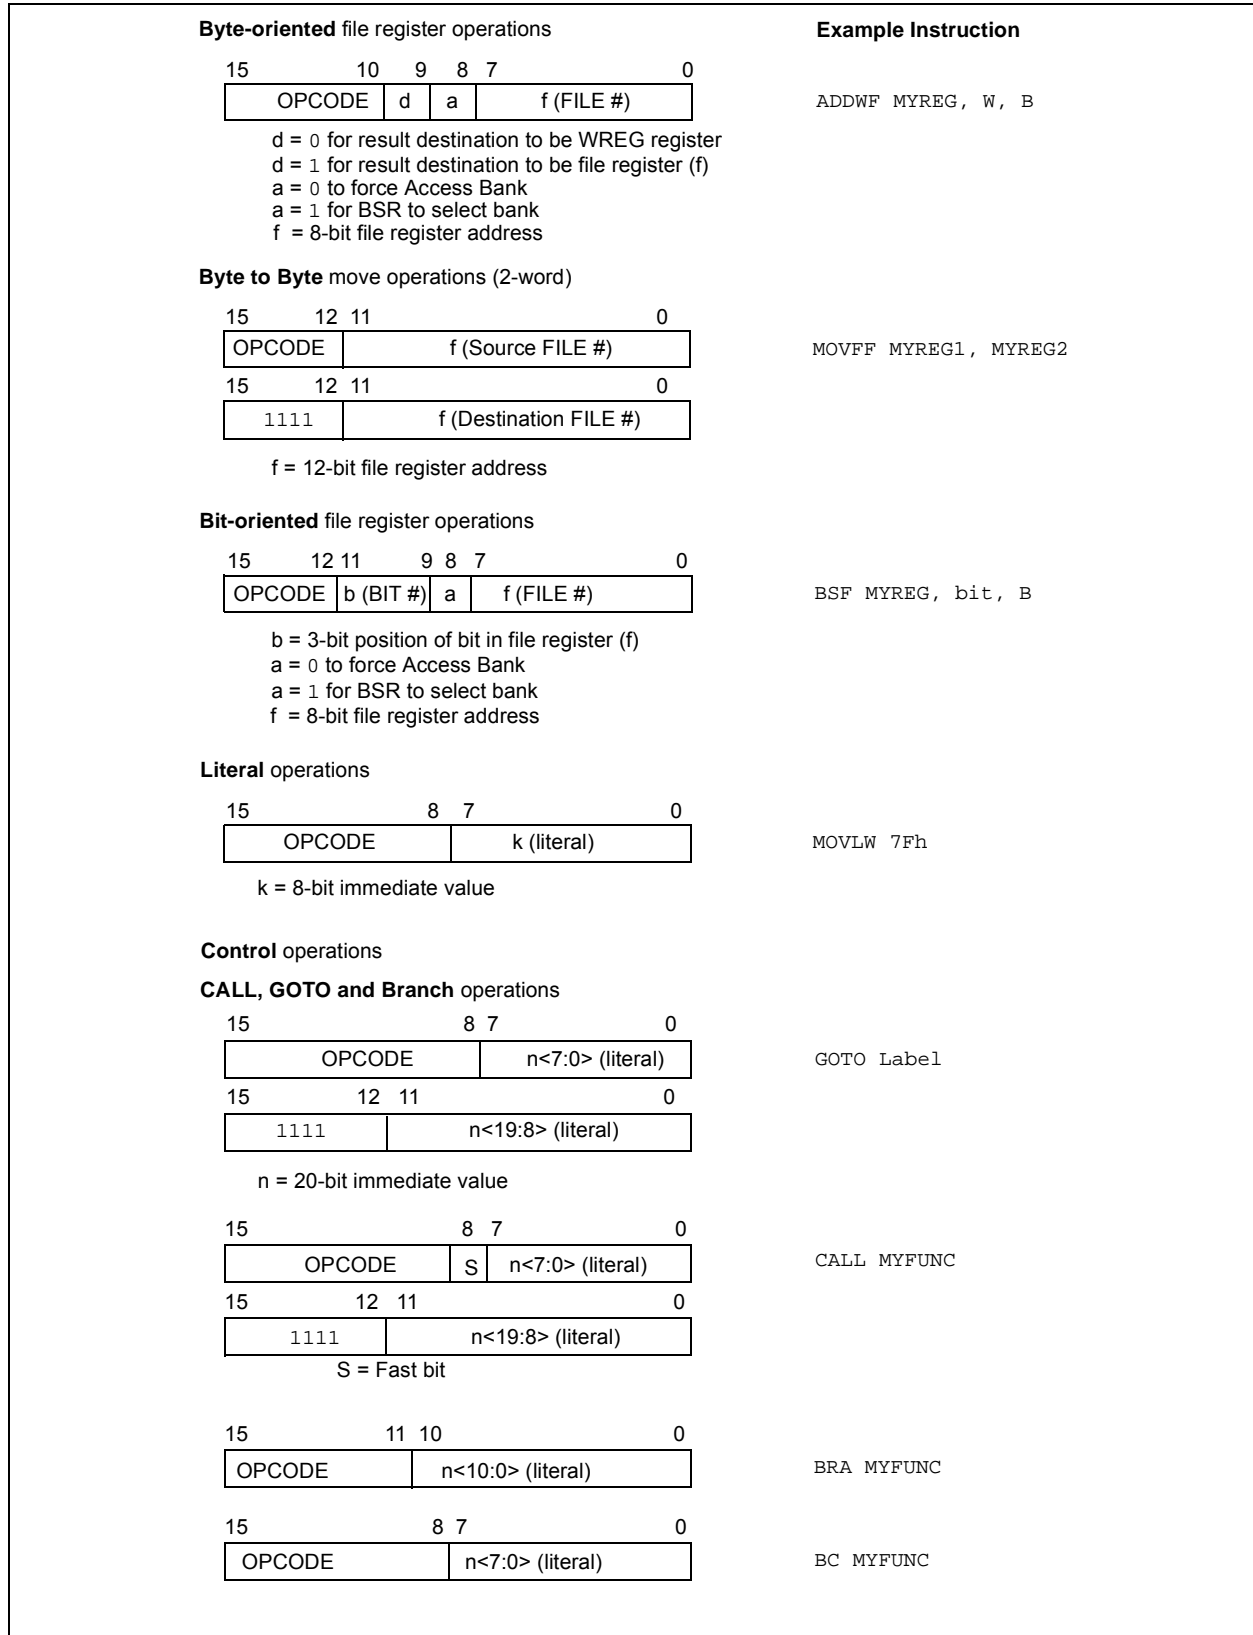 Byte-oriented file register operations Example Instruction
15 10 9 8 7 0
OPCODE d a f (FILE #) ADDWF MYREG, W, B
d = 0 for result destination to be WREG register
d = 1 for result destination to be file register (f)
a = 0 to force Access Bank
a = 1 for BSR to select bank
f = 8-bit file register address
Byte to Byte move operations (2-word)
15 12 11 0
OPCODE f (Source FILE #) MOVFF MYREG1, MYREG2
15 12 11 0
1111 f (Destination FILE #)
f = 12-bit file register address
Bit-oriented file register operations
15 12 11 9 8 7 0
OPCODE b (BIT #) a f (FILE #) BSF MYREG, bit, B
b = 3-bit position of bit in file register (f)
a = 0 to force Access Bank
a = 1 for BSR to select bank
f = 8-bit file register address
Literal operations
15 8 7 0
OPCODE k (literal) MOVLW 7Fh
k = 8-bit immediate value
Control operations
CALL, GOTO and Branch operations
15 8 7 0
OPCODE n<7:0> (literal) GOTO Label
15 12 11 0
1111 n<19:8> (literal)
n = 20-bit immediate value
15 8 7 0
OPCODE S n<7:0> (literal) CALL MYFUNC
15 12 11 0
1111 n<19:8> (literal)
S = Fast bit
15 11 10 0
OPCODE n<10:0> (literal) BRA MYFUNC
15 8 7 0
OPCODE n<7:0> (literal) BC MYFUNC